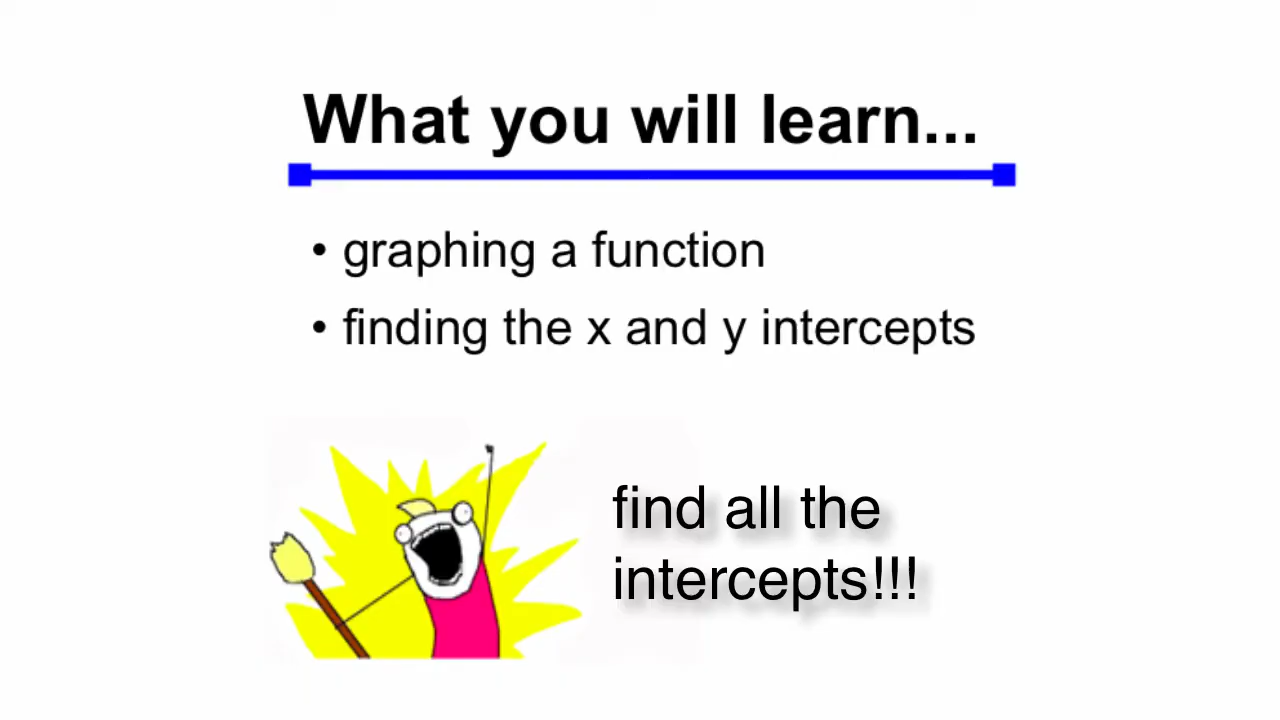 What you will learn...
• graphing a function
• finding the x and y intercepts
find all the
intercepts!!!